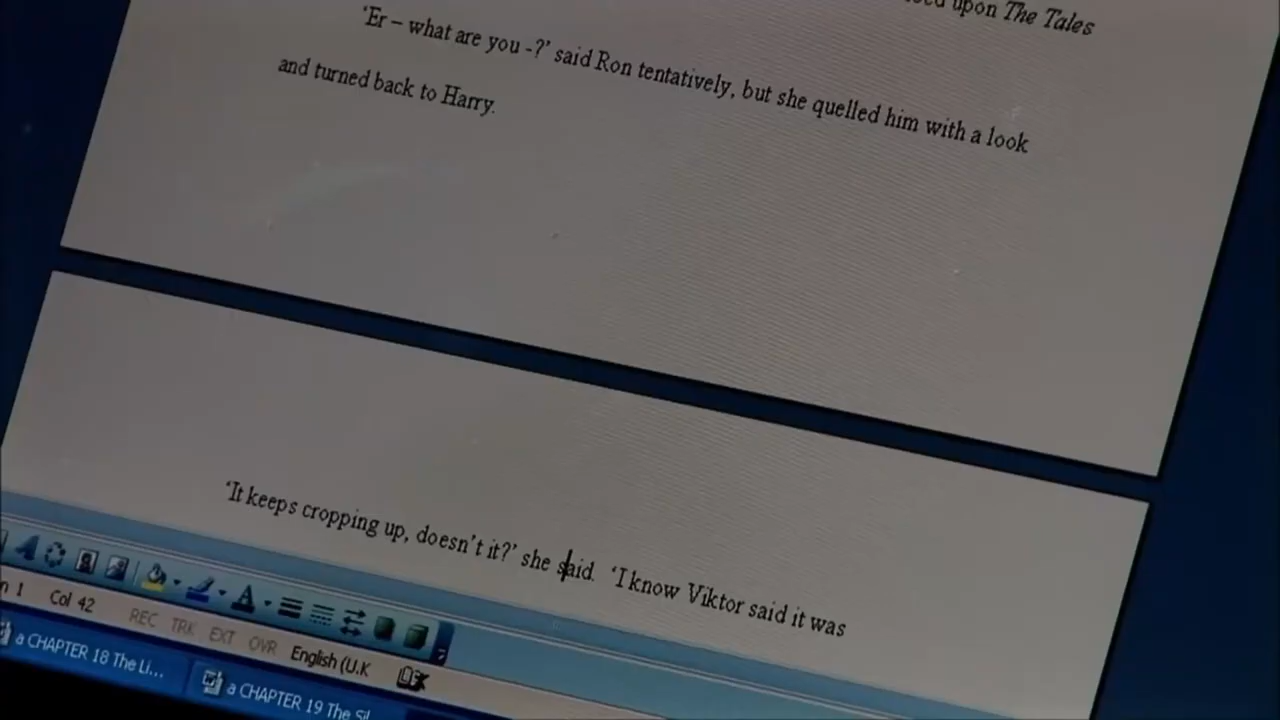 upon The Tales
‘Er – what are you -?’ said Ron tentatively, but she quelled him with a look
and turned back to Harry.
‘It keeps cropping up, doesn’t it?’ she said.  ‘I know Viktor said it was
1 Col 42 REC TRK EXT OVR English (U.K
a CHAPTER 18 The Li... a CHAPTER 19 The Sil